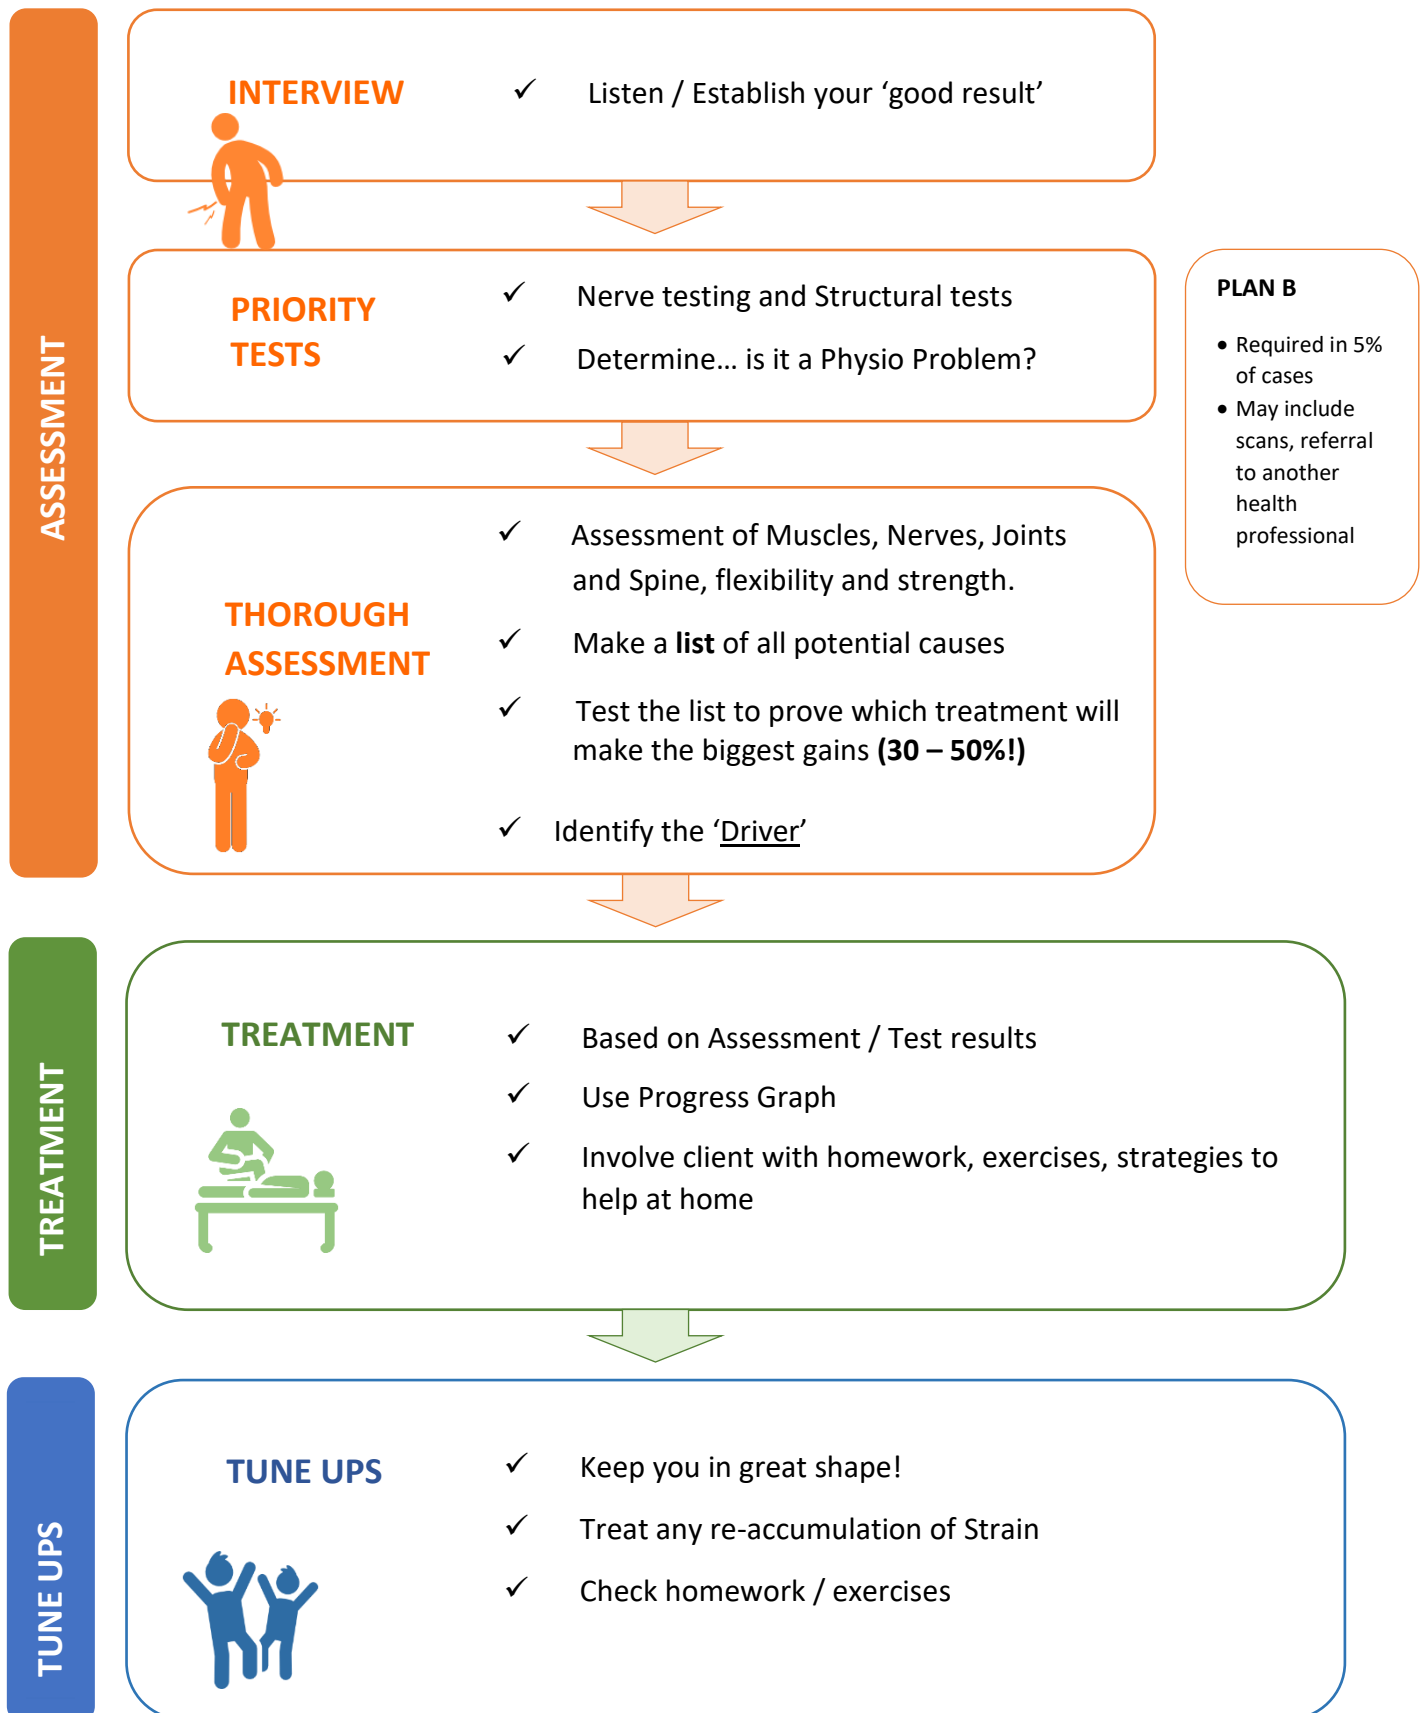 ASSESSMENT
INTERVIEW
✓ Listen / Establish your ‘good result’
PRIORITY
TESTS
✓ Nerve testing and Structural tests
✓ Determine… is it a Physio Problem?
PLAN B
• Required in 5%
of cases
• May include
scans, referral
to another
health
professional
THOROUGH
ASSESSMENT
✓ Assessment of Muscles, Nerves, Joints
and Spine, flexibility and strength.
✓ Make a list of all potential causes
✓ Test the list to prove which treatment will
make the biggest gains (30 – 50%!)
✓ Identify the ‘Driver’
TREATMENT
TREATMENT
✓ Based on Assessment / Test results
✓ Use Progress Graph
✓ Involve client with homework, exercises, strategies to
help at home
TUNE UPS
TUNE UPS
✓ Keep you in great shape!
✓ Treat any re-accumulation of Strain
✓ Check homework / exercises